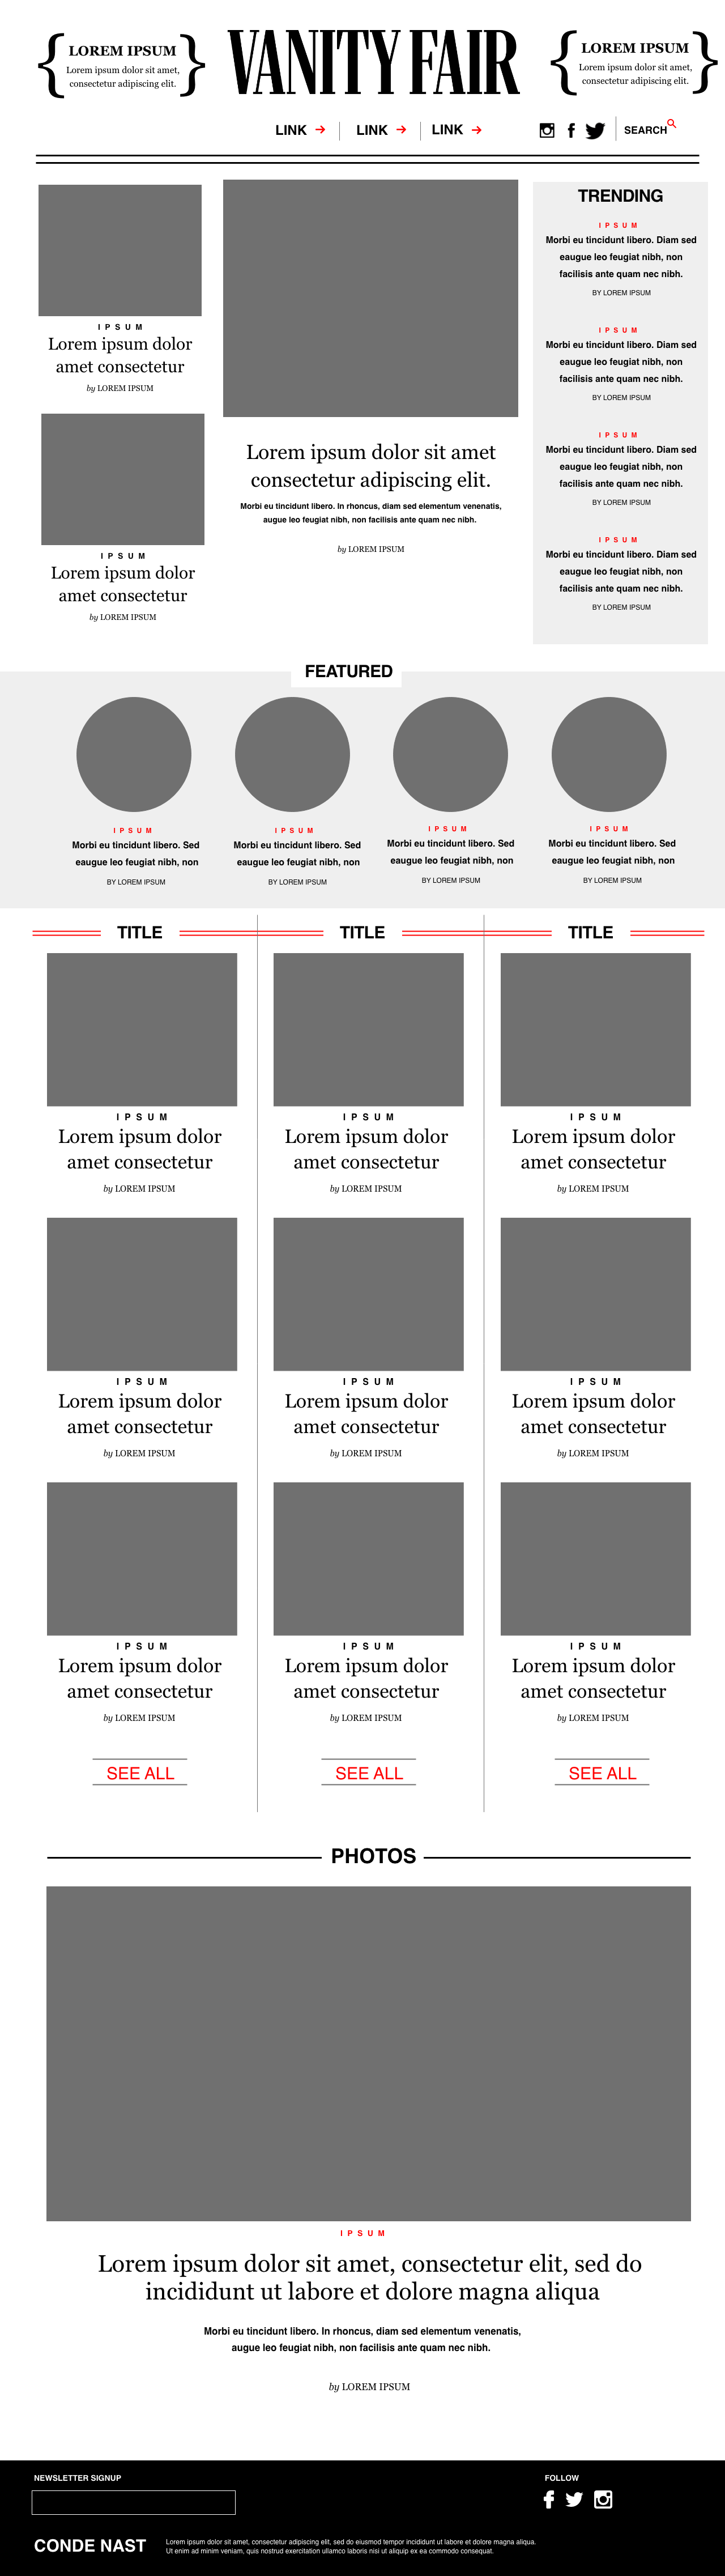 { LOREM IPSUM }
Lorem ipsum dolor sit amet,
consectetur adipiscing elit.
VANITY FAIR
{ LOREM IPSUM }
Lorem ipsum dolor sit amet,
consectetur adipiscing elit.
LINK → LINK → LINK →
SEARCH
IPSUM
Lorem ipsum dolor
amet consectetur
by LOREM IPSUM
IPSUM
Lorem ipsum dolor
amet consectetur
by LOREM IPSUM
Lorem ipsum dolor sit amet
consectetur adipiscing elit.
Morbi eu tincidunt libero. In rhoncus, diam sed elementum venenatis,
augue leo feugiat nibh, non facilisis ante quam nec nibh.
by LOREM IPSUM
TRENDING
IPSUM
Morbi eu tincidunt libero. Diam sed
eaugue leo feugiat nibh, non
facilisis ante quam nec nibh.
BY LOREM IPSUM
IPSUM
Morbi eu tincidunt libero. Diam sed
eaugue leo feugiat nibh, non
facilisis ante quam nec nibh.
BY LOREM IPSUM
IPSUM
Morbi eu tincidunt libero. Diam sed
eaugue leo feugiat nibh, non
facilisis ante quam nec nibh.
BY LOREM IPSUM
IPSUM
Morbi eu tincidunt libero. Diam sed
eaugue leo feugiat nibh, non
facilisis ante quam nec nibh.
BY LOREM IPSUM
FEATURED
IPSUM
Morbi eu tincidunt libero. Sed
eaugue leo feugiat nibh, non
BY LOREM IPSUM
IPSUM
Morbi eu tincidunt libero. Sed
eaugue leo feugiat nibh, non
BY LOREM IPSUM
IPSUM
Morbi eu tincidunt libero. Sed
eaugue leo feugiat nibh, non
BY LOREM IPSUM
IPSUM
Morbi eu tincidunt libero. Sed
eaugue leo feugiat nibh, non
BY LOREM IPSUM
TITLE
IPSUM
Lorem ipsum dolor
amet consectetur
by LOREM IPSUM
IPSUM
Lorem ipsum dolor
amet consectetur
by LOREM IPSUM
IPSUM
Lorem ipsum dolor
amet consectetur
by LOREM IPSUM
SEE ALL
TITLE
IPSUM
Lorem ipsum dolor
amet consectetur
by LOREM IPSUM
IPSUM
Lorem ipsum dolor
amet consectetur
by LOREM IPSUM
IPSUM
Lorem ipsum dolor
amet consectetur
by LOREM IPSUM
SEE ALL
TITLE
IPSUM
Lorem ipsum dolor
amet consectetur
by LOREM IPSUM
IPSUM
Lorem ipsum dolor
amet consectetur
by LOREM IPSUM
IPSUM
Lorem ipsum dolor
amet consectetur
by LOREM IPSUM
SEE ALL
PHOTOS
IPSUM
Lorem ipsum dolor sit amet, consectetur elit, sed do
incididunt ut labore et dolore magna aliqua
Morbi eu tincidunt libero. In rhoncus, diam sed elementum venenatis,
augue leo feugiat nibh, non facilisis ante quam nec nibh.
by LOREM IPSUM
NEWSLETTER SIGNUP
FOLLOW
CONDE NAST
Lorem ipsum dolor sit amet, consectetur adipiscing elit, sed do eiusmod tempor incididunt ut labore et dolore magna aliqua.
Ut enim ad minim veniam, quis nostrud exercitation ullamco laboris nisi ut aliquip ex ea commodo consequat.